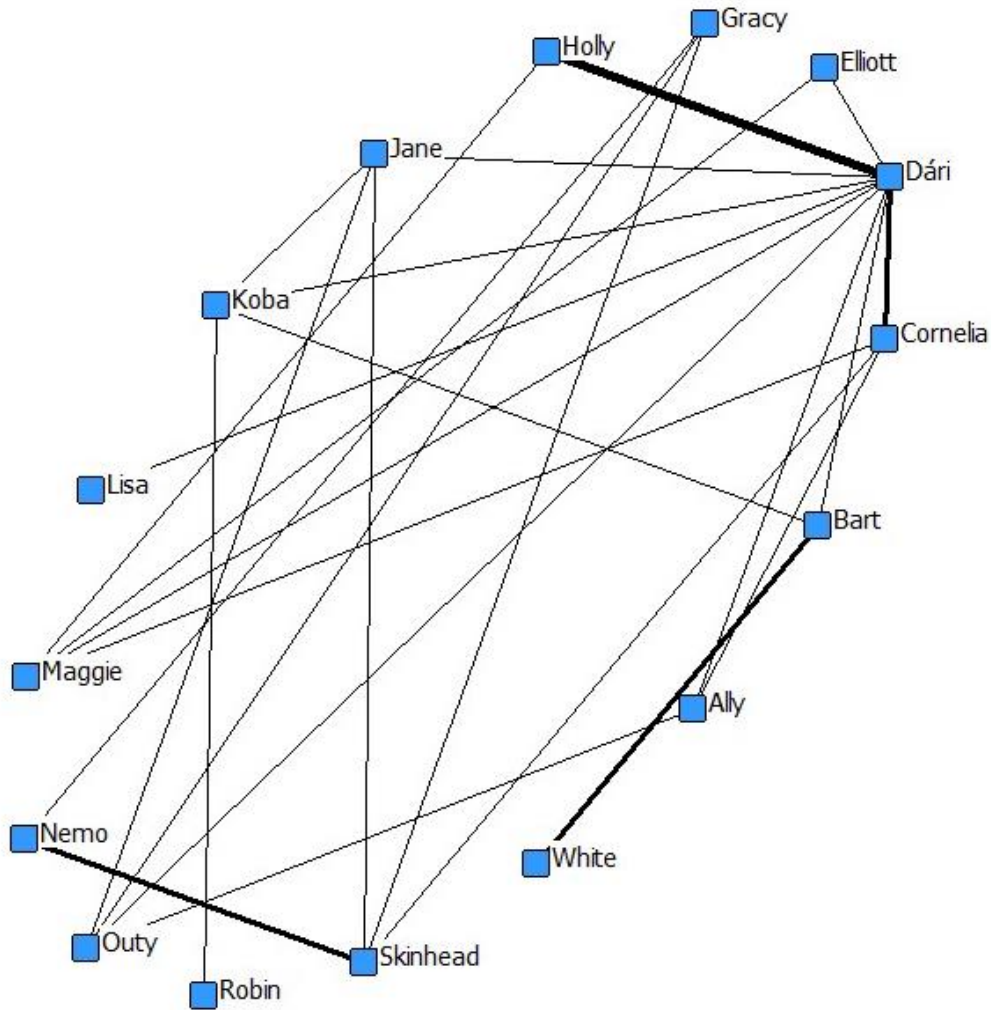 Gracy
Holly
Elliott
Jane
Dári
Koba
Cornelia
Lisa
Bart
Maggie
Ally
Nemo
White
Outy
Skinhead
Robin